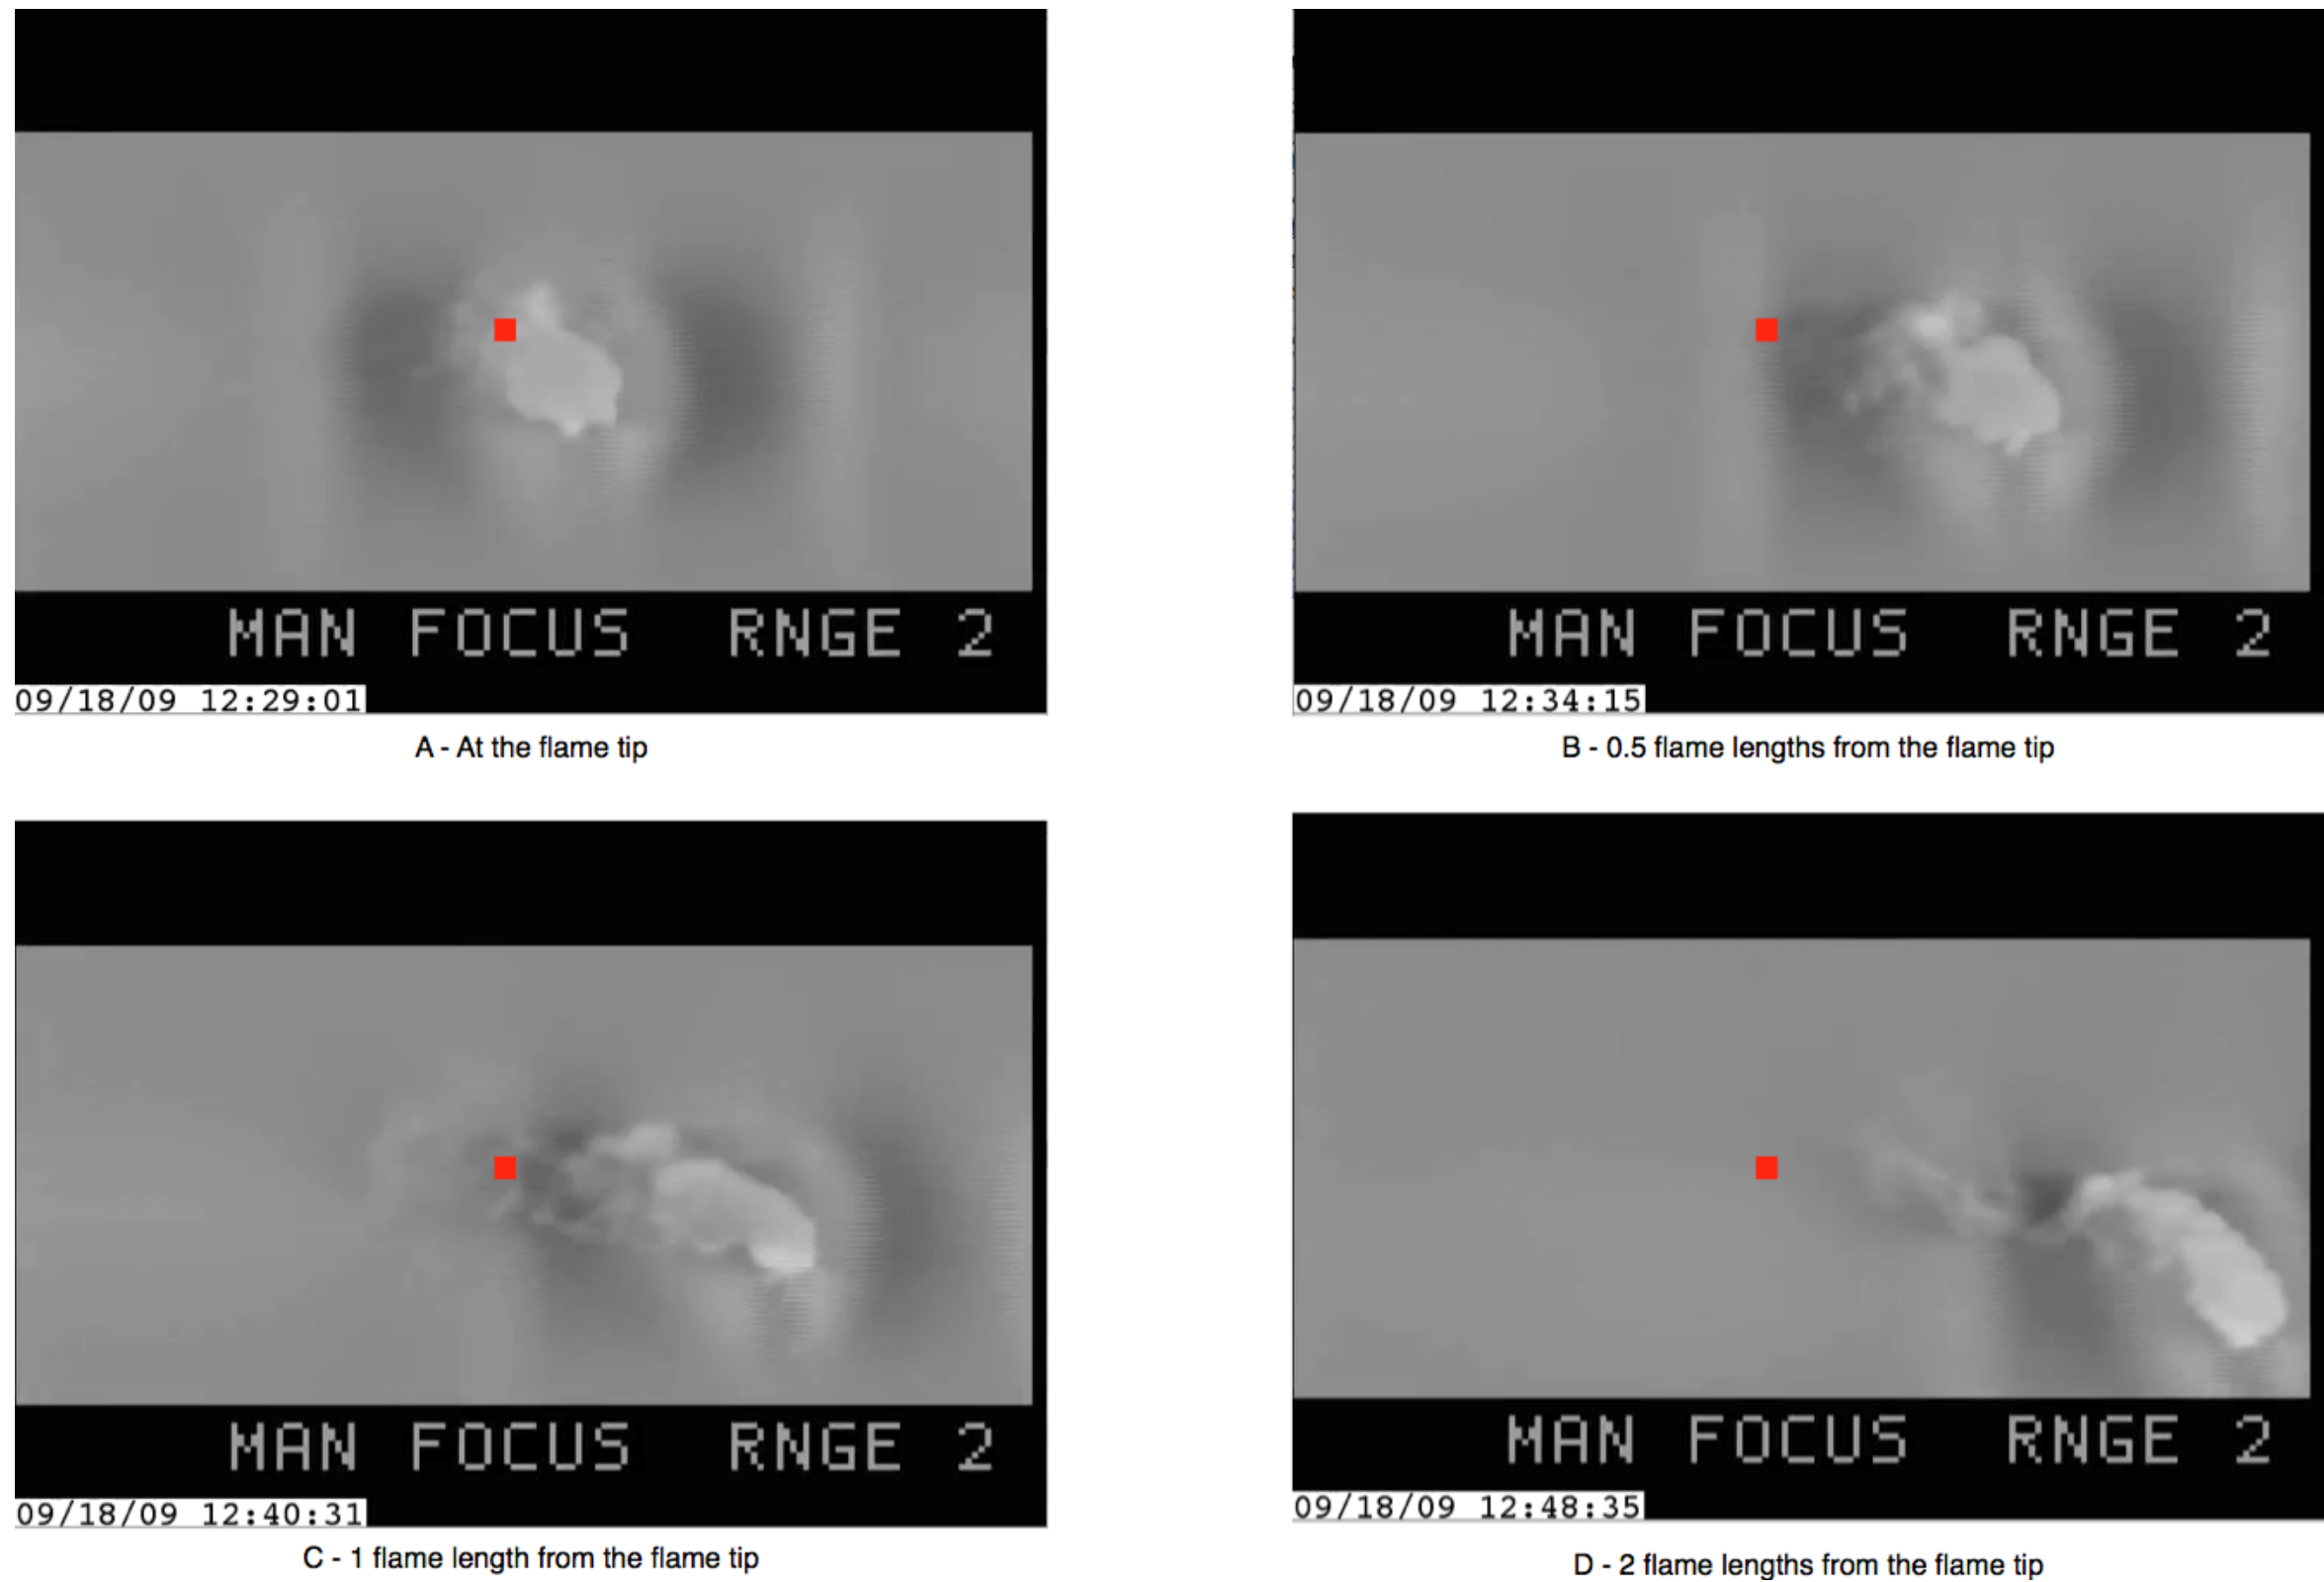 MAN FOCUS RNGE 2
09/18/09 12:29:01
A - At the flame tip
MAN FOCUS RNGE 2
09/18/09 12:34:15
B - 0.5 flame lengths from the flame tip
MAN FOCUS RNGE 2
09/18/09 12:40:31
C - 1 flame length from the flame tip
MAN FOCUS RNGE 2
09/18/09 12:48:35
D - 2 flame lengths from the flame tip